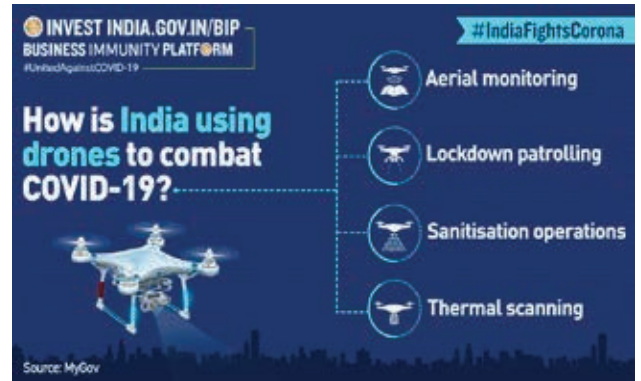 INVEST INDIA.GOV.IN/BIP
BUSINESS IMMUNITY PLATFORM
#UnitedAgainstCOVID-19
#IndiaFightsCorona
How is India using
drones to combat
COVID-19?
Aerial monitoring
Lockdown patrolling
Sanitisation operations
Thermal scanning
Source: MyGov